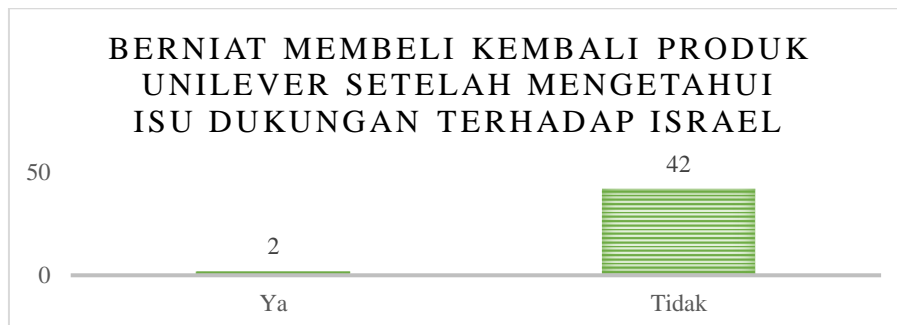 BERNIAT MEMBELI KEMBALI PRODUK
UNILEVER SETELAH MENGETAHUI
ISU DUKUNGAN TERHADAP ISRAEL
50
42
2
0
Ya
Tidak